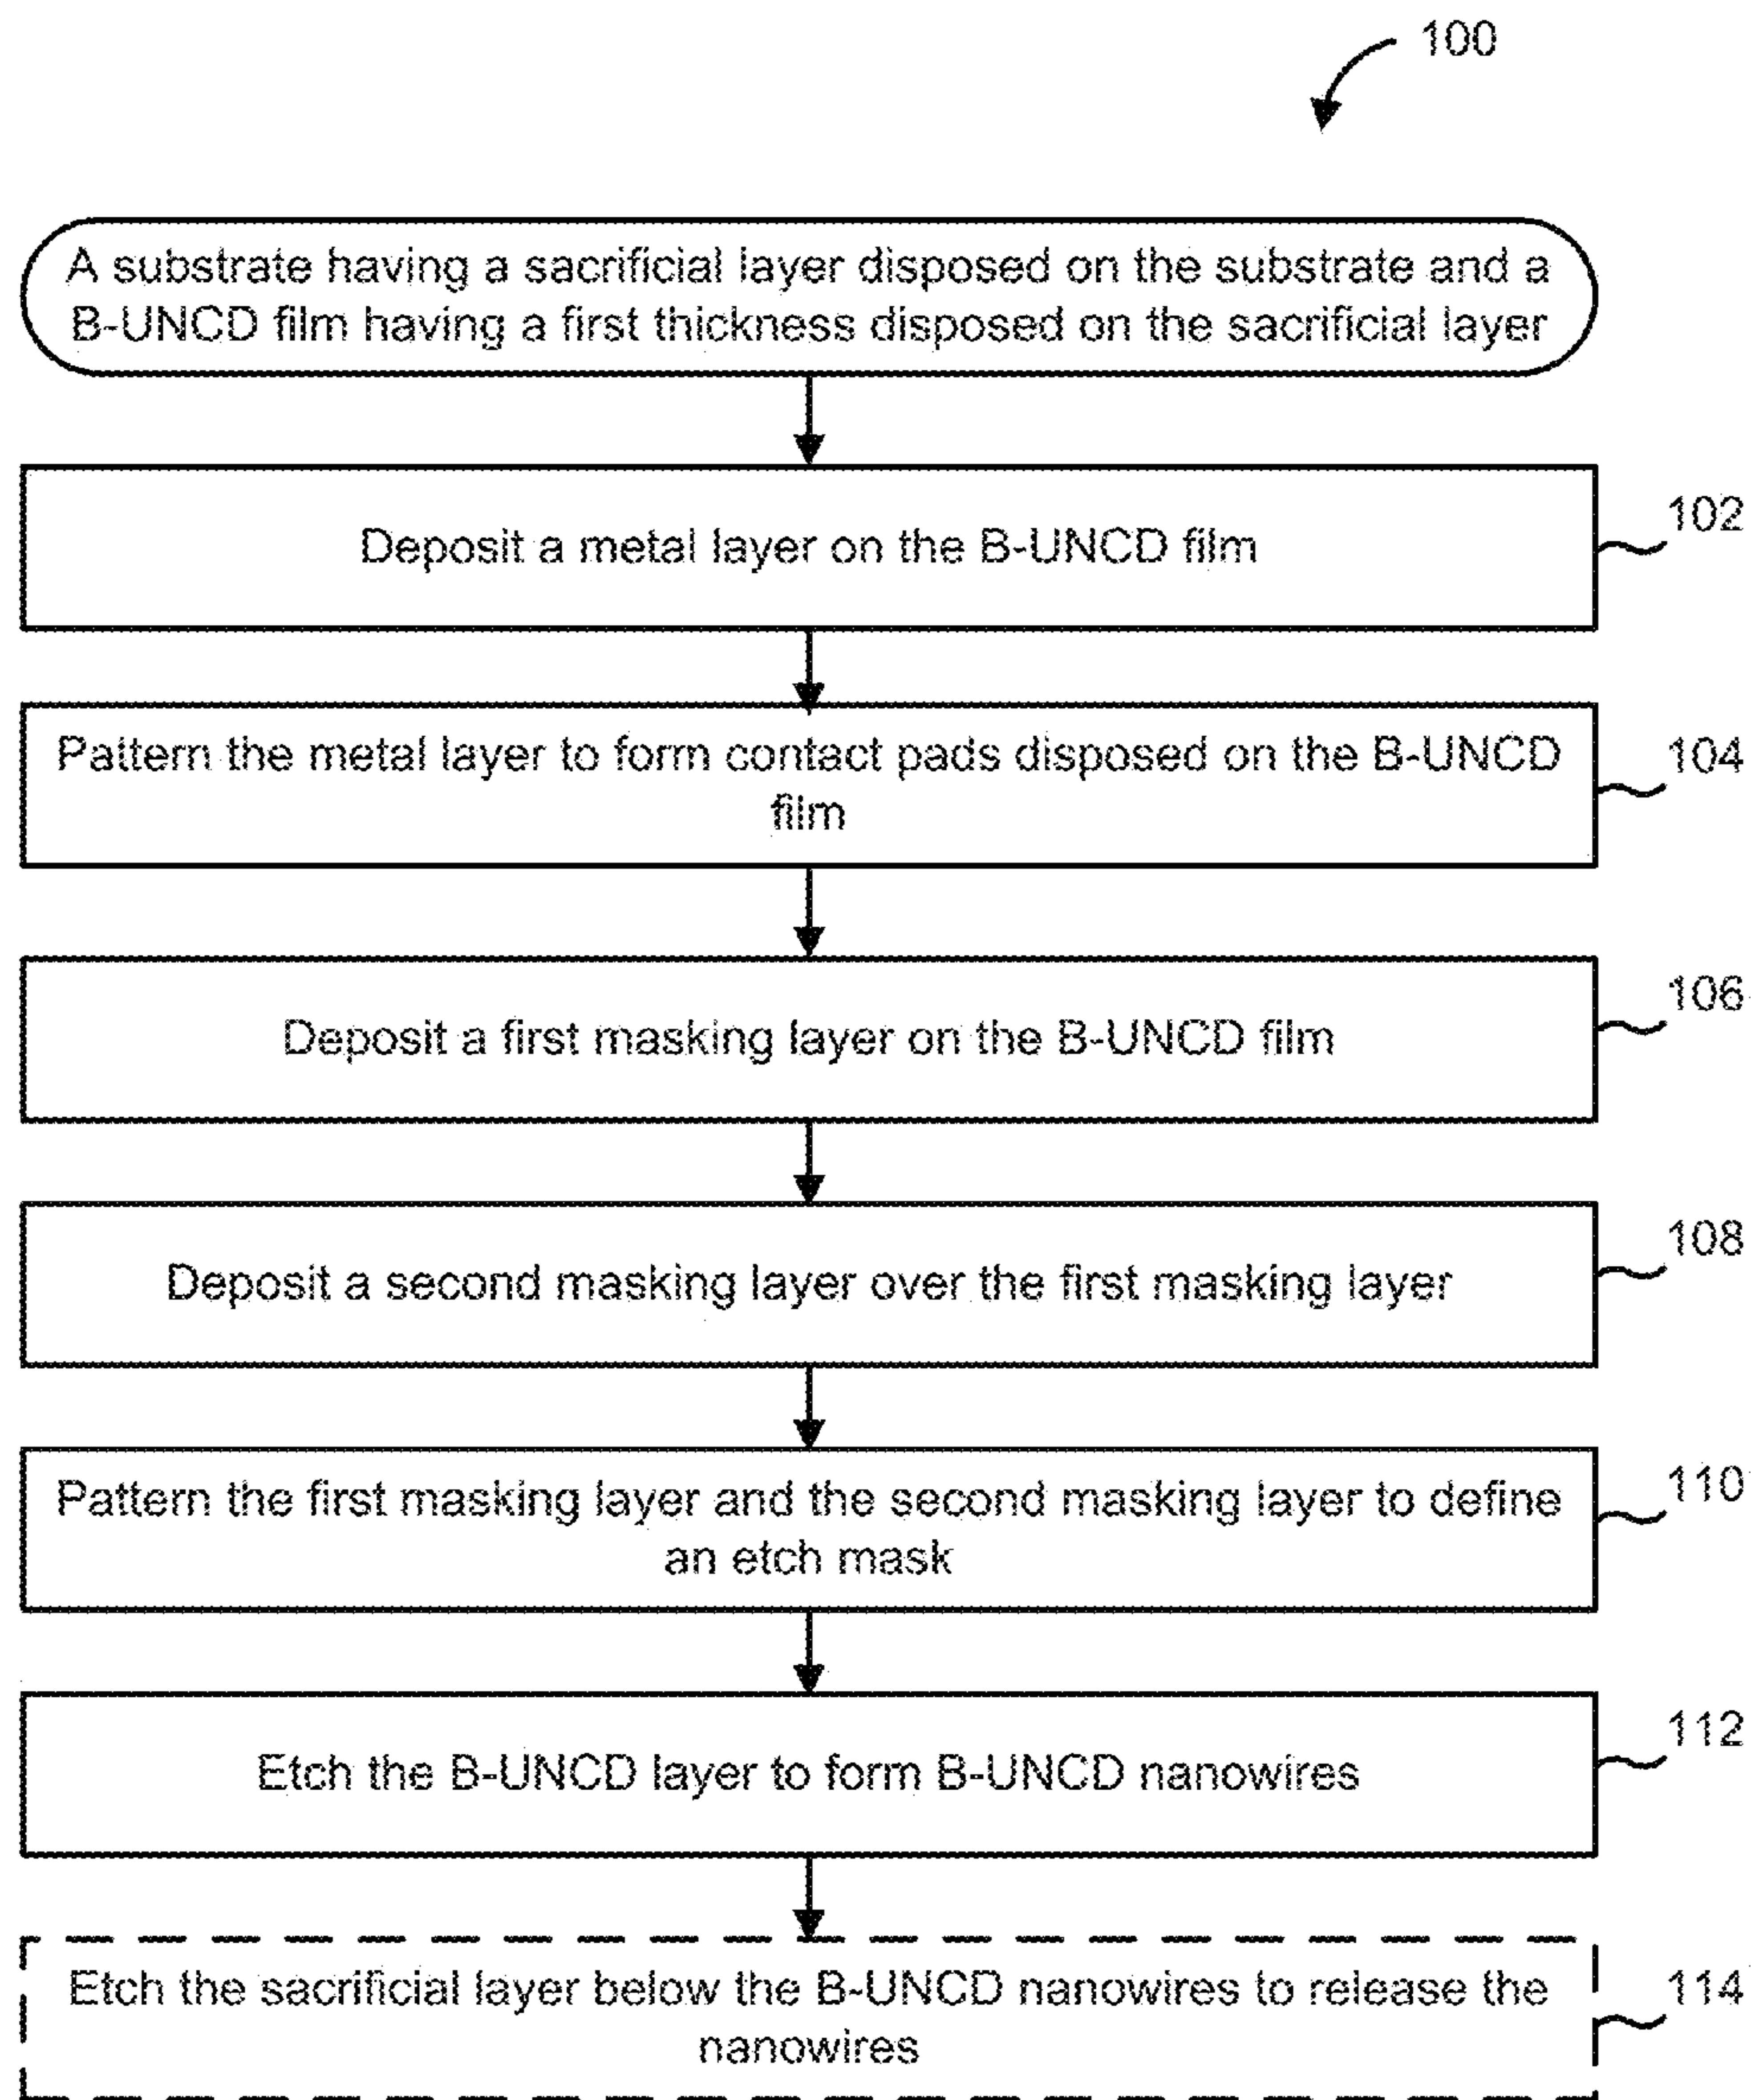 100
A substrate having a sacrificial layer disposed on the substrate and a
B-UNCD film having a first thickness disposed on the sacrificial layer
Deposit a metal layer on the B-UNCD film
102
Pattern the metal layer to form contact pads disposed on the B-UNCD
film
104
Deposit a first masking layer on the B-UNCD film
106
Deposit a second masking layer over the first masking layer
108
Pattern the first masking layer and the second masking layer to define
an etch mask
110
Etch the B-UNCD layer to form B-UNCD nanowires
112
Etch the sacrificial layer below the B-UNCD nanowires to release the
nanowires
114